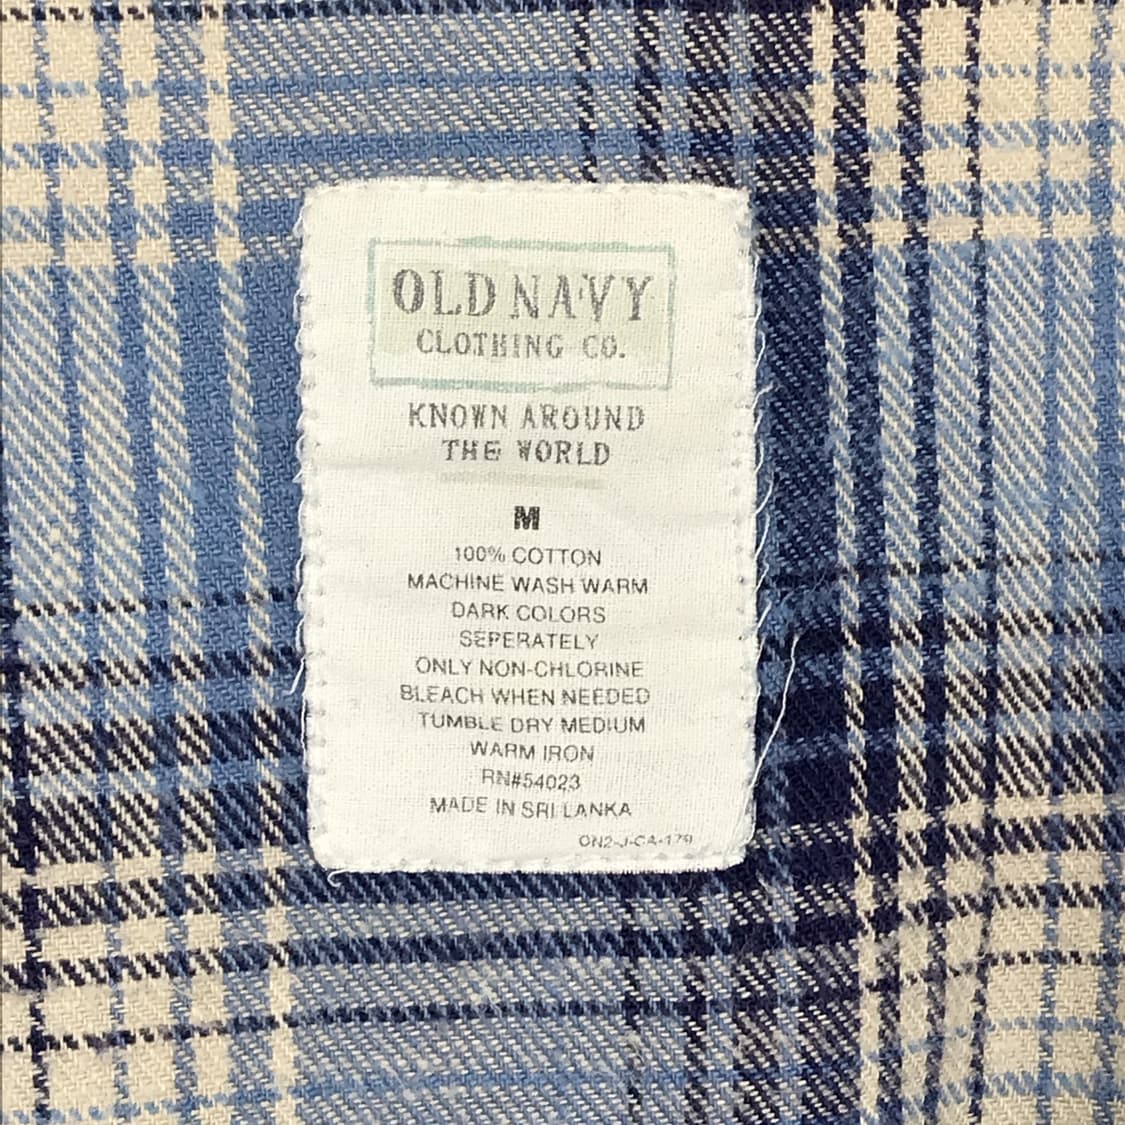 OLD NAVY
CLOTHING CO.
KNOWN AROUND
THE WORLD
M
100% COTTON
MACHINE WASH WARM
DARK COLORS
SEPERATELY
ONLY NON-CHLORINE
BLEACH WHEN NEEDED
TUMBLE DRY MEDIUM
WARM IRON
RN#54023
MADE IN SRI LANKA